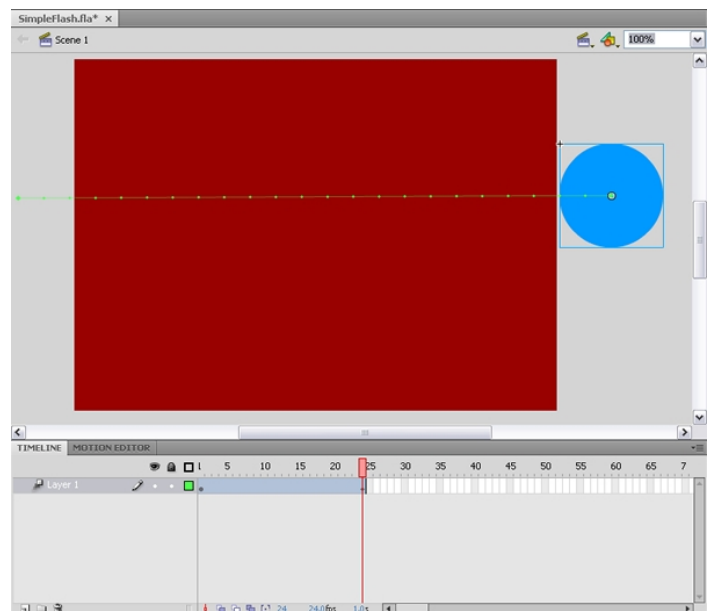 SimpleFlash.fla* ×
Scene 1
100%
TIMELINE MOTION EDITOR
1 5 10 15 20 25 30 35 40 45 50 55 60 65 7
Layer 1
24 24.0fps 1.0s